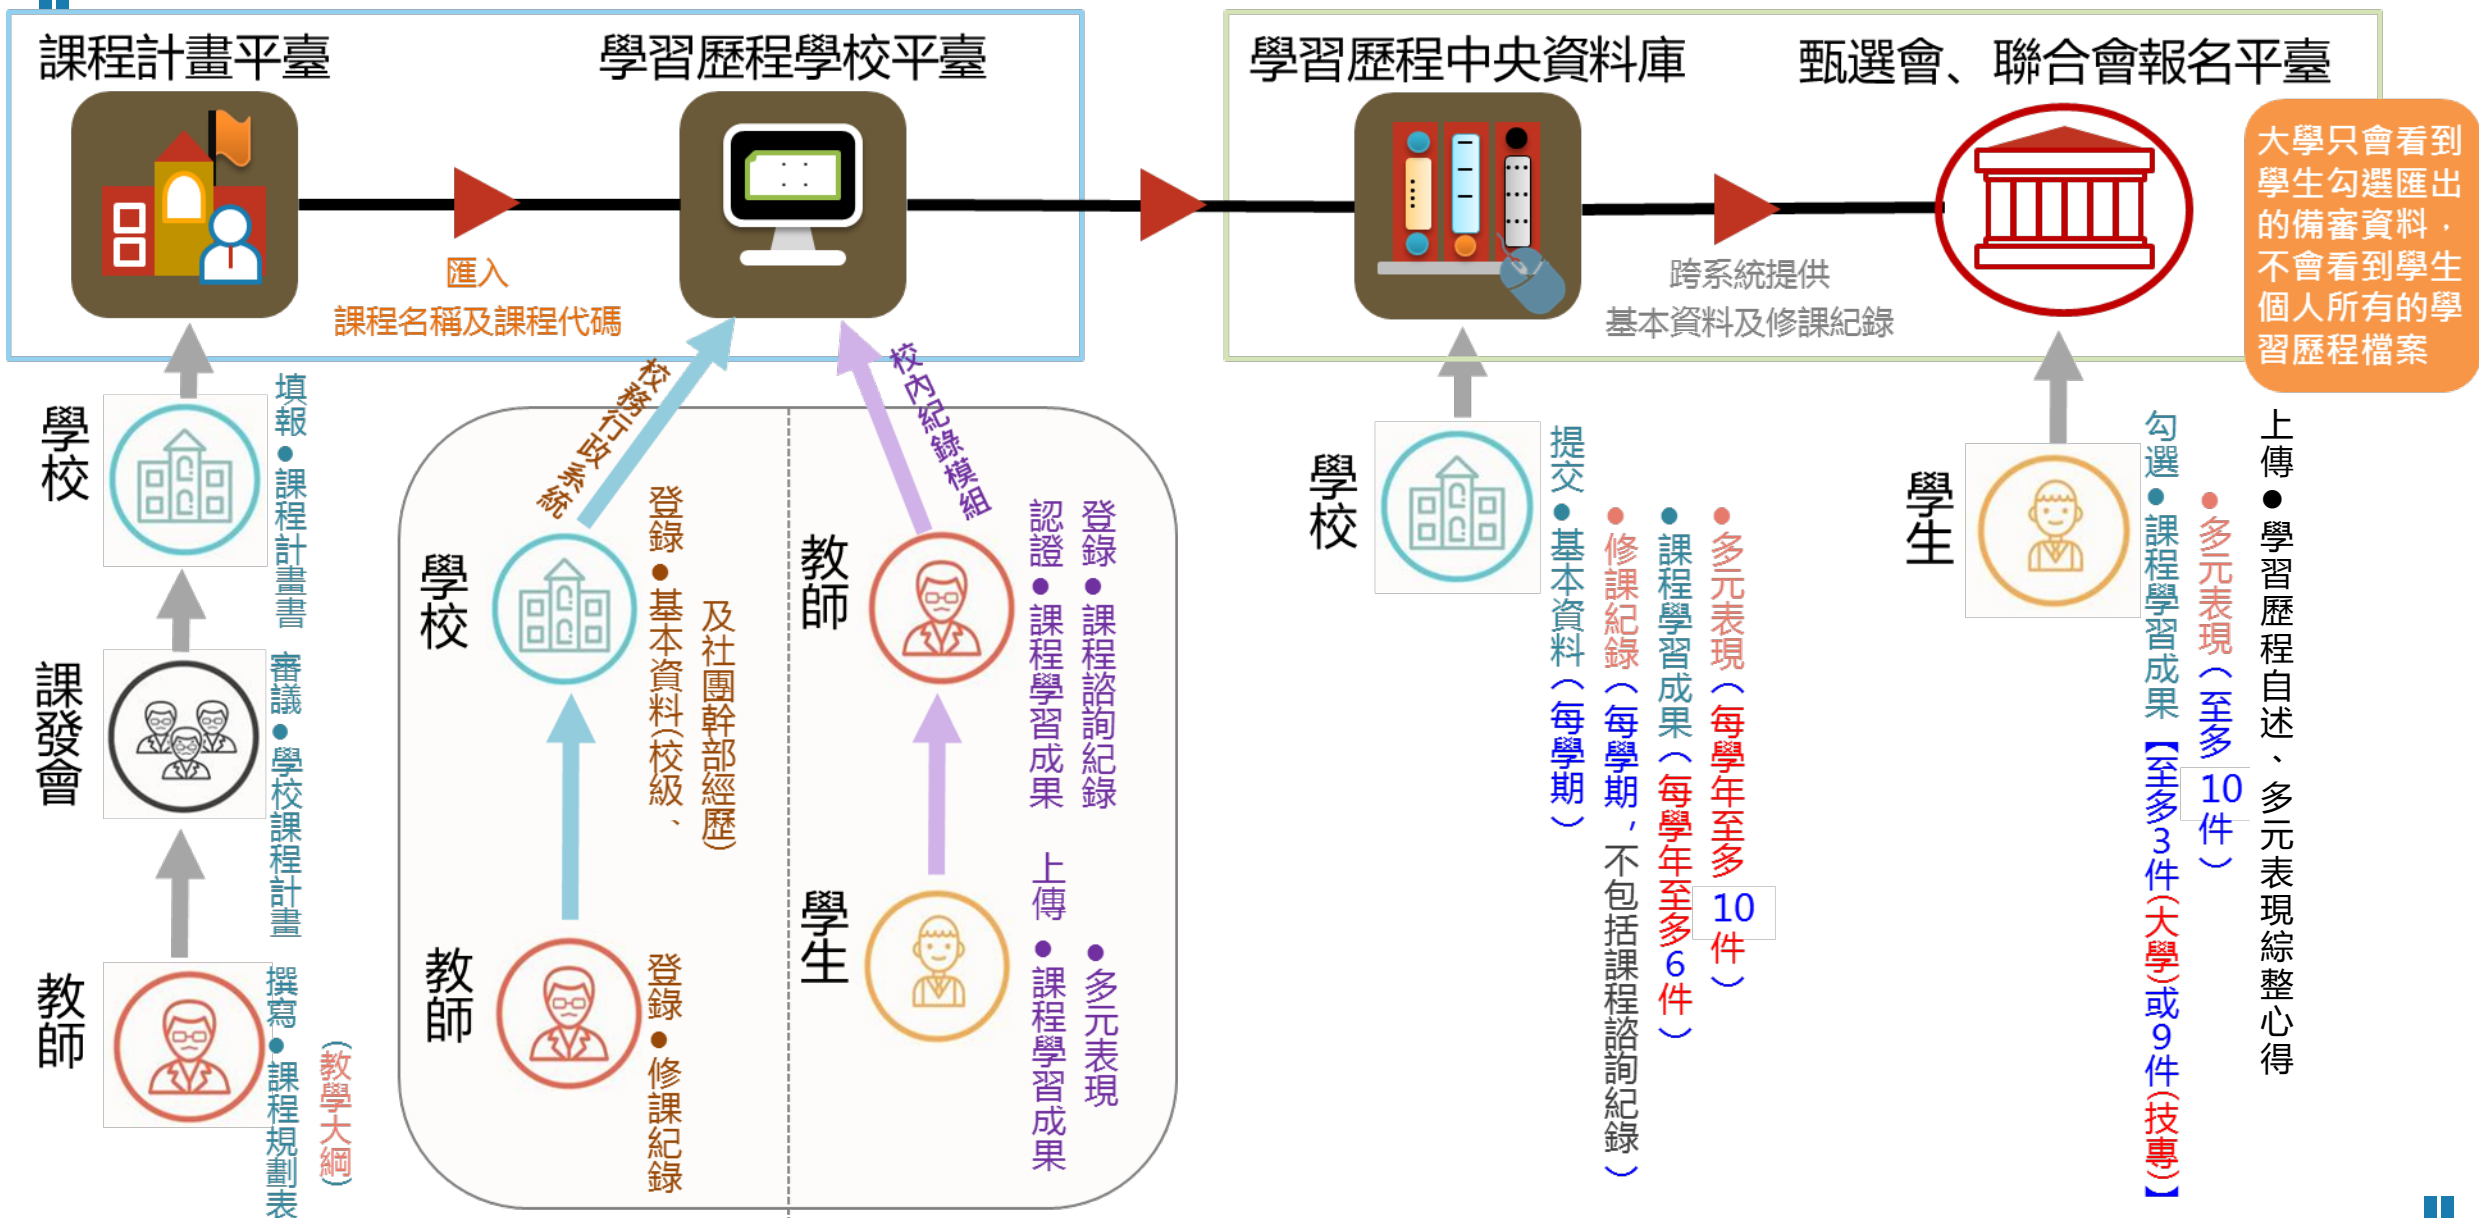 課程計畫平臺
學習歷程學校平臺
學習歷程中央資料庫
甄選會、聯合會報名平臺
大學只會看到
學生勾選匯出
的備審資料，
不會看到學生
個人所有的學
習歷程檔案
匯入
課程名稱及課程代碼
跨系統提供
基本資料及修課紀錄
學校
填報●課程計畫書
課發會
審議●學校課程計畫
教師
撰寫●課程規劃表
（教學大綱）
校務行政系統
校內紀錄模組
學校
登錄●基本資料(校級、
及社團幹部經歷)
教師
登錄●修課紀錄
教師
登錄●課程諮詢紀錄
認證●課程學習成果
學生
上傳●課程學習成果
●多元表現
學校
提交●基本資料（每學期）
●修課紀錄（每學期，不包括課程諮詢紀錄）
●課程學習成果（每學年至多6件）
●多元表現（每學年至多10件）
學生
勾選●課程學習成果【至多3件(大學)或9件(技專)】
●多元表現（至多10件）
上傳●學習歷程自述、多元表現綜整心得